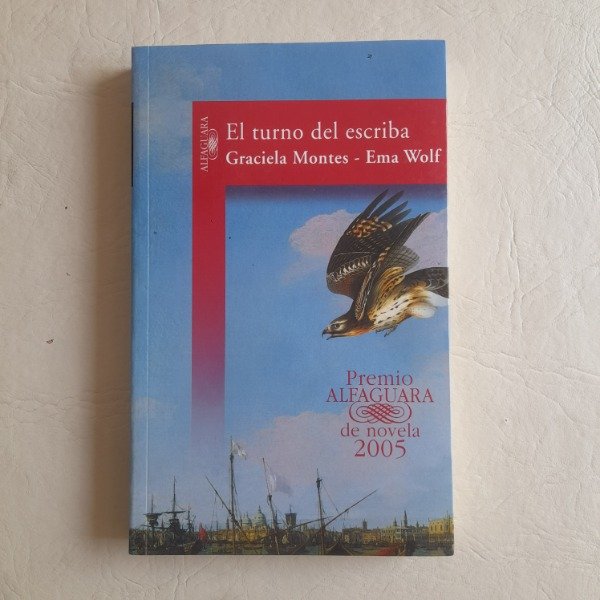 ALFAGUARA
El turno del escriba
Graciela Montes - Ema Wolf
Premio
ALFAGUARA
de novela
2005